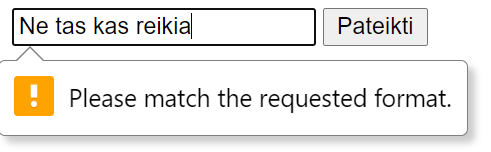 Ne tas kas reikia Pateikti
Please match the requested format.